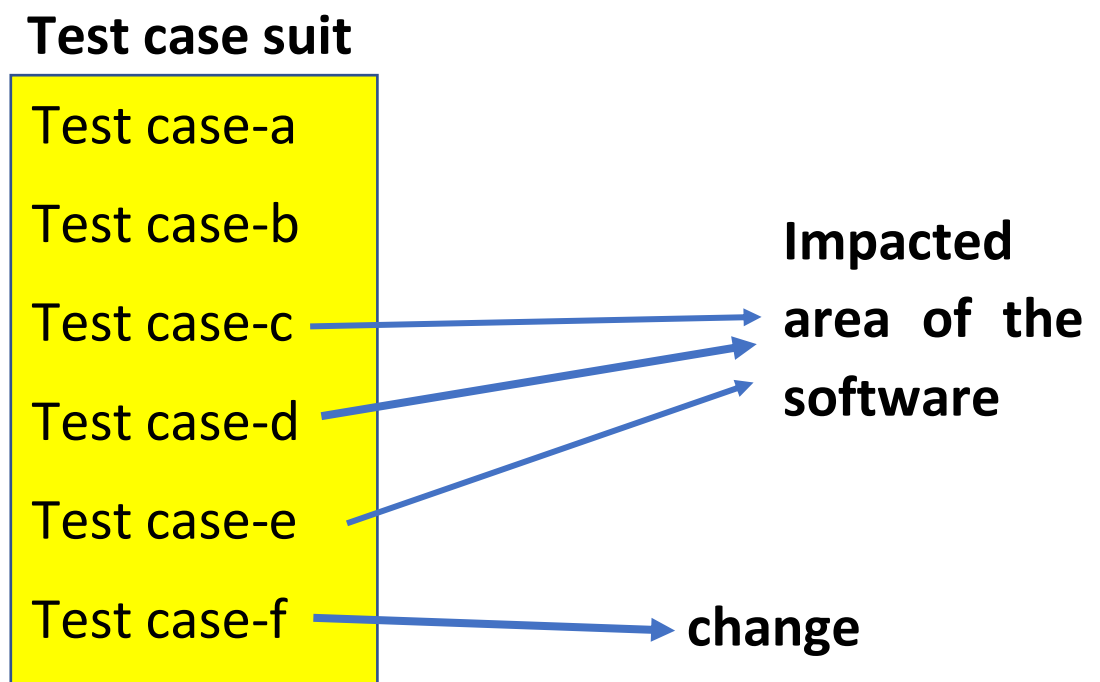 Test case suit
Test case-a
Test case-b
Test case-c
Test case-d
Test case-e
Test case-f
Impacted
area of the
software
change